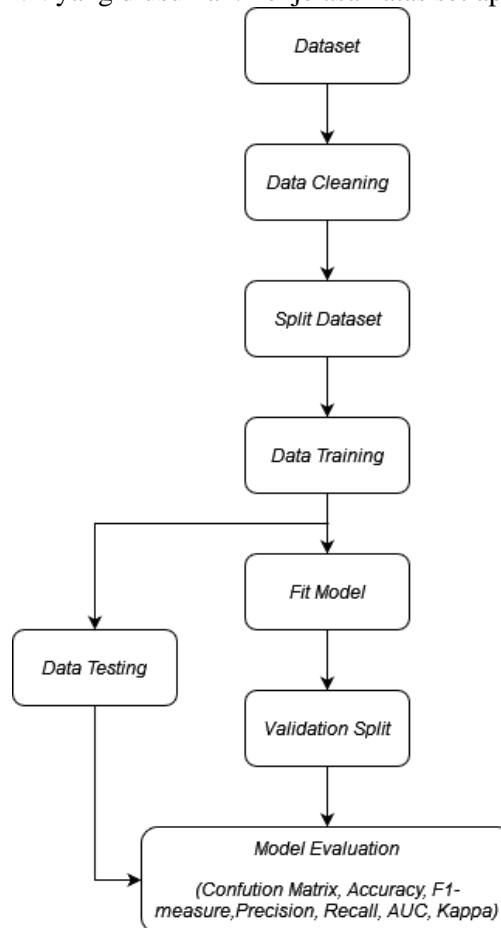 Dataset
Data Cleaning
Split Dataset
Data Training
Fit Model
Data Testing
Validation Split
Model Evaluation
(Confution Matrix, Accuracy, F1-
measure,Precision, Recall, AUC, Kappa)